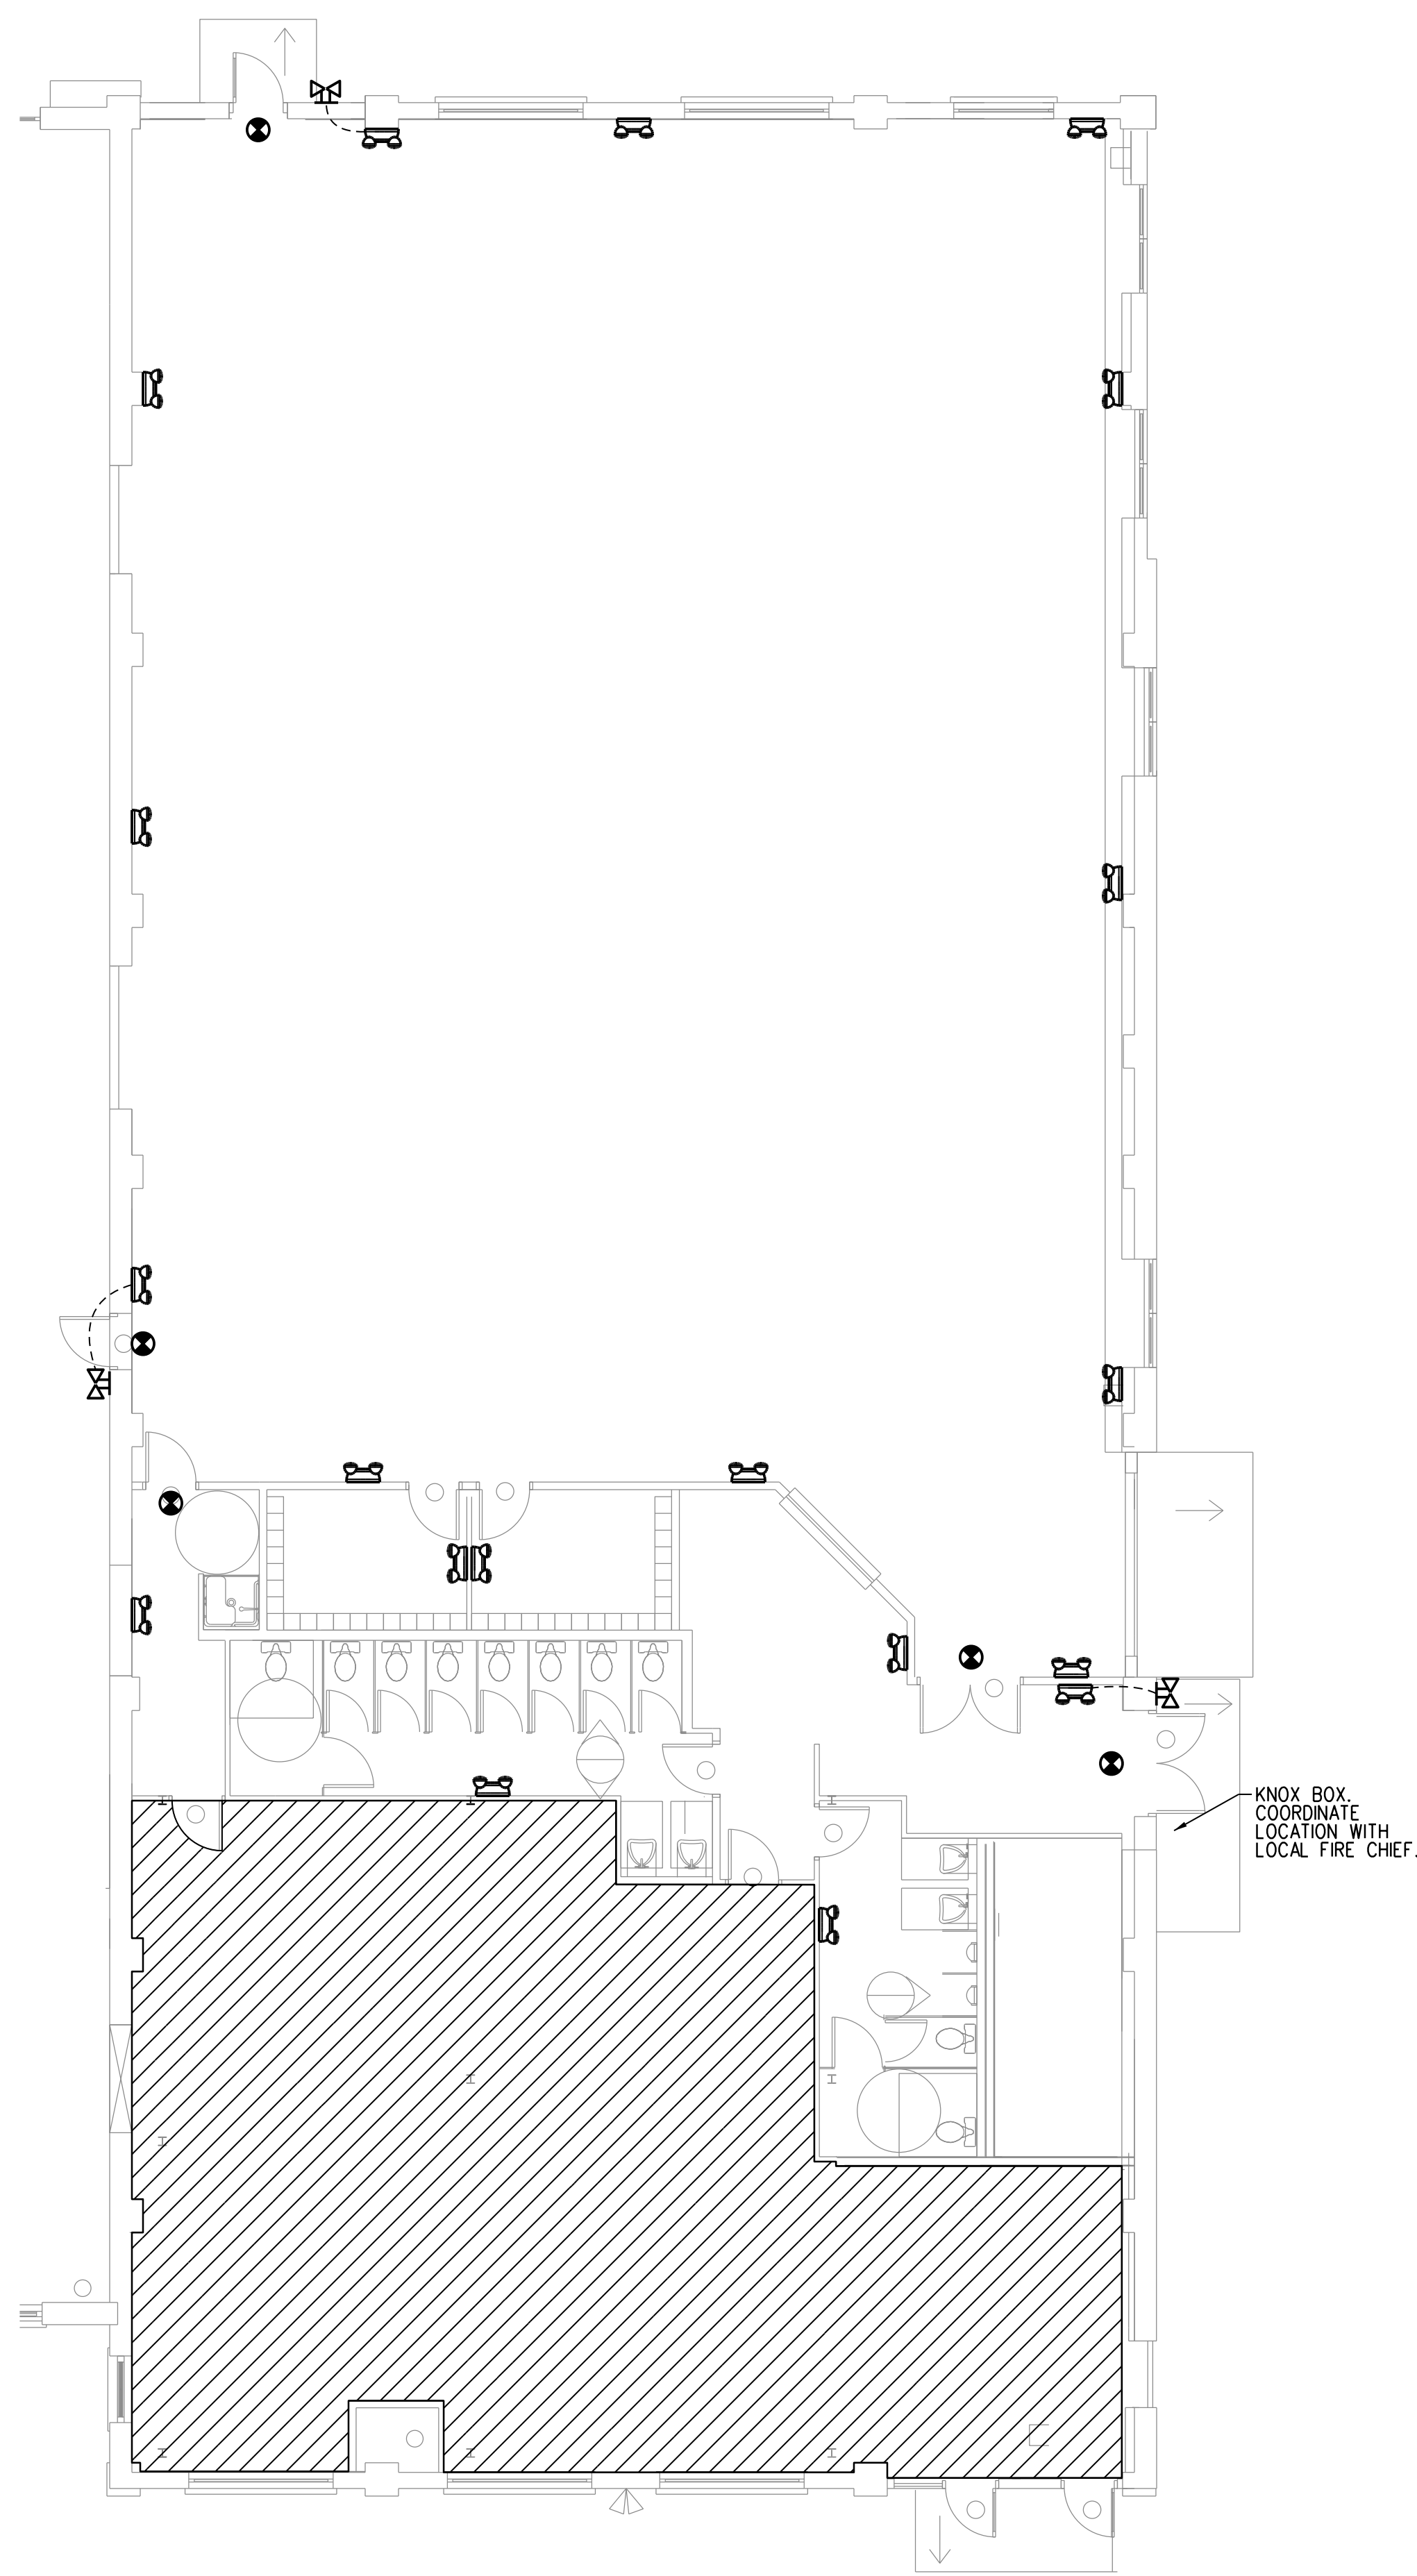 KNOX BOX.
COORDINATE
LOCATION WITH
LOCAL FIRE CHIEF.